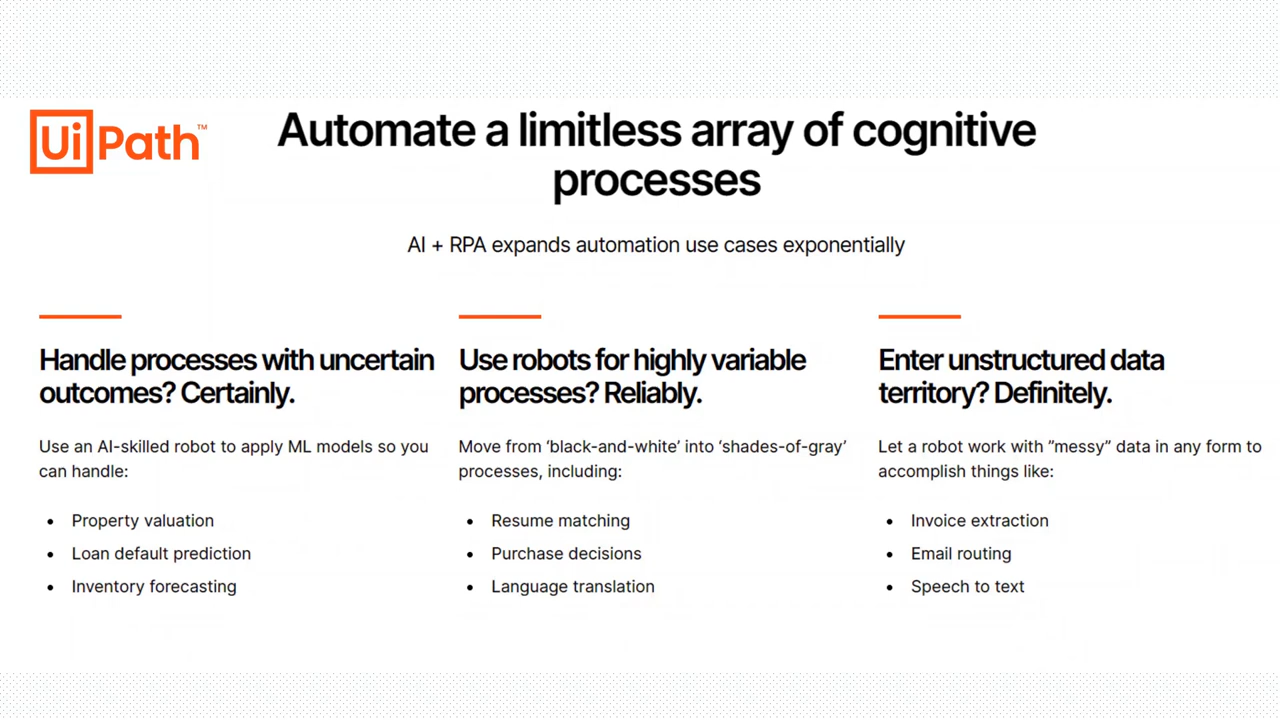 UiPath™
Automate a limitless array of cognitive
processes
AI + RPA expands automation use cases exponentially
Handle processes with uncertain
outcomes? Certainly.
Use an AI-skilled robot to apply ML models so you
can handle:
• Property valuation
• Loan default prediction
• Inventory forecasting
Use robots for highly variable
processes? Reliably.
Move from ‘black-and-white’ into ‘shades-of-gray’
processes, including:
• Resume matching
• Purchase decisions
• Language translation
Enter unstructured data
territory? Definitely.
Let a robot work with ”messy” data in any form to
accomplish things like:
• Invoice extraction
• Email routing
• Speech to text